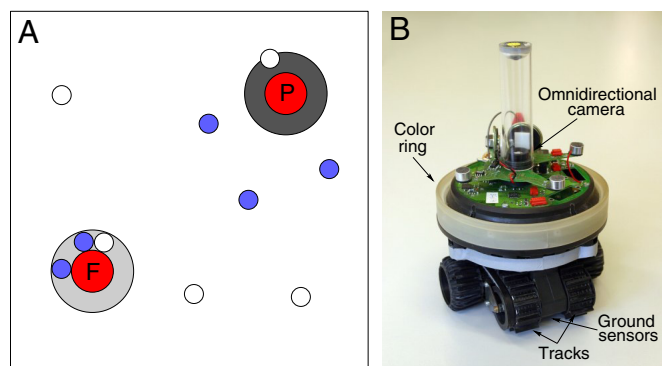 A
P
F
B
Omnidirectional
camera
Color
ring
Ground
sensors
Tracks